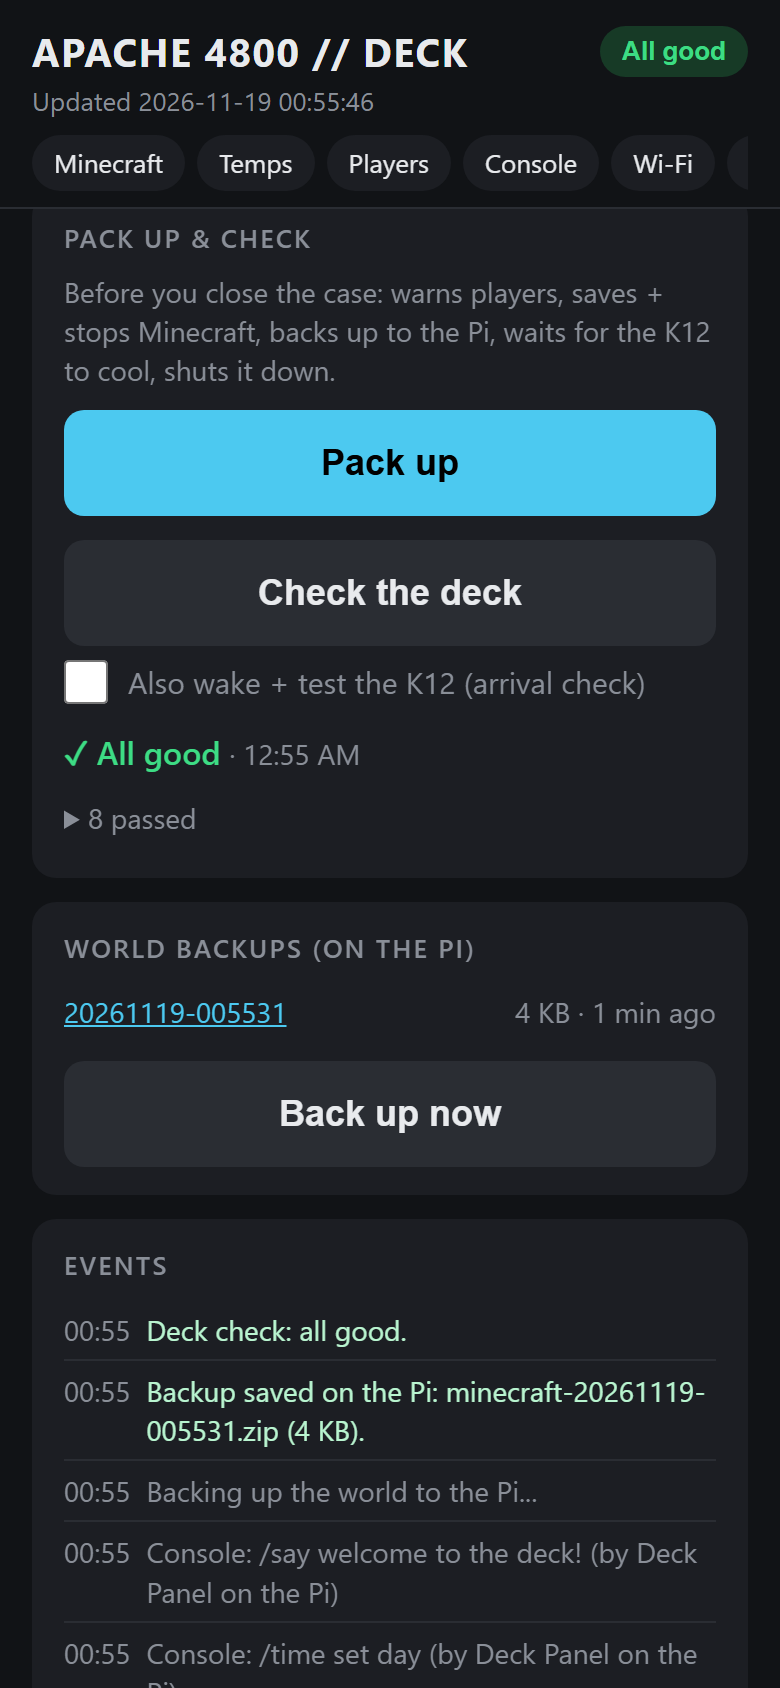 APACHE 4800 // DECK
All good
Updated 2026-11-19 00:55:46
Minecraft
Temps
Players
Console
Wi-Fi
PACK UP & CHECK
Before you close the case: warns players, saves +
stops Minecraft, backs up to the Pi, waits for the K12
to cool, shuts it down.
Pack up
Check the deck
Also wake + test the K12 (arrival check)
✓ All good · 12:55 AM
▶ 8 passed
WORLD BACKUPS (ON THE PI)
20261119-005531
4 KB · 1 min ago
Back up now
EVENTS
00:55 Deck check: all good.
00:55 Backup saved on the Pi: minecraft-20261119-
005531.zip (4 KB).
00:55 Backing up the world to the Pi...
00:55 Console: /say welcome to the deck! (by Deck
Panel on the Pi)
00:55 Console: /time set day (by Deck Panel on the
Pi)